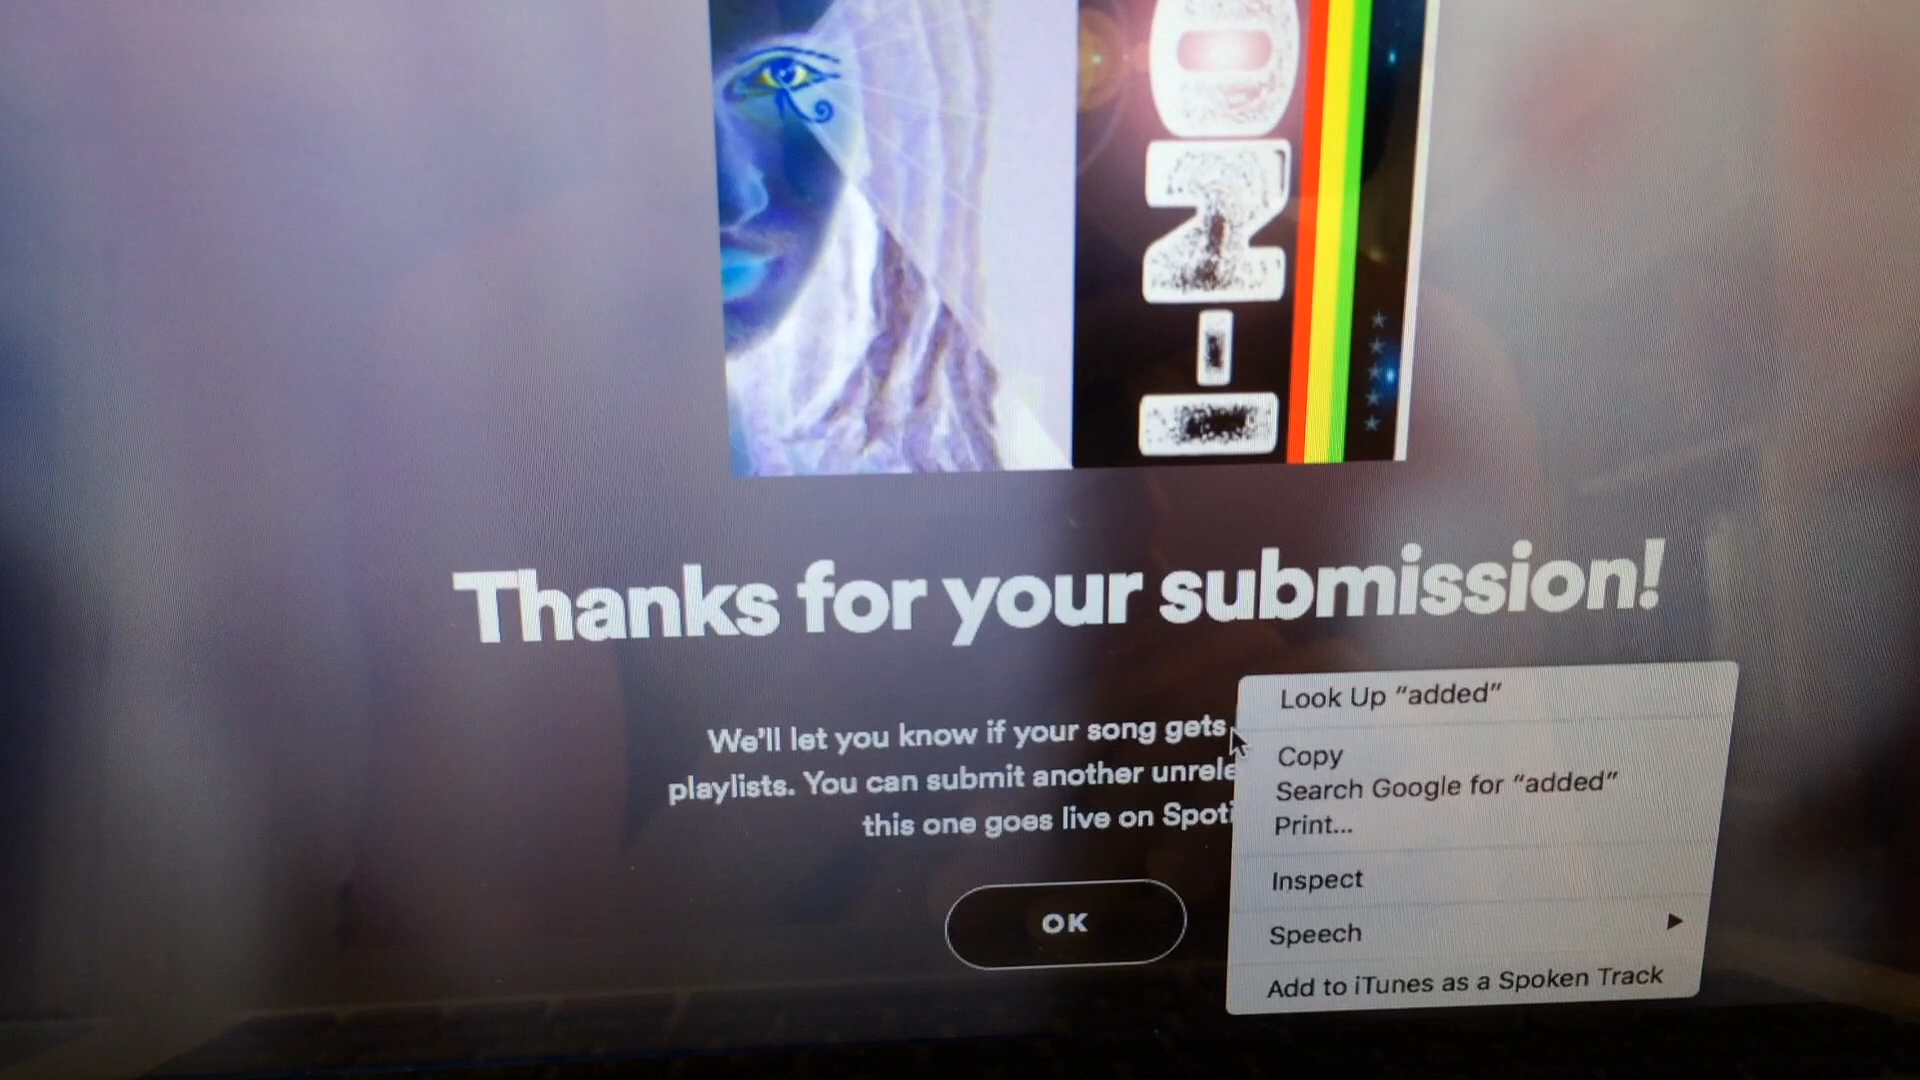 I-NO
Thanks for your submission!
We'll let you know if your song gets
playlists. You can submit another unrele
this one goes live on Spoti
OK
Look Up “added”
Copy
Search Google for “added”
Print...
Inspect
Speech
Add to iTunes as a Spoken Track